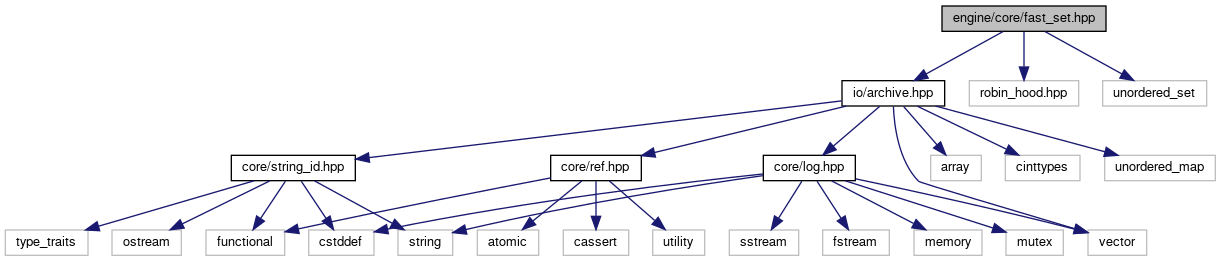 engine/core/fast_set.hpp
io/archive.hpp
robin_hood.hpp
unordered_set
core/string_id.hpp
core/ref.hpp
core/log.hpp
array
cinttypes
unordered_map
type_traits
ostream
functional
cstddef
string
atomic
cassert
utility
sstream
fstream
memory
mutex
vector